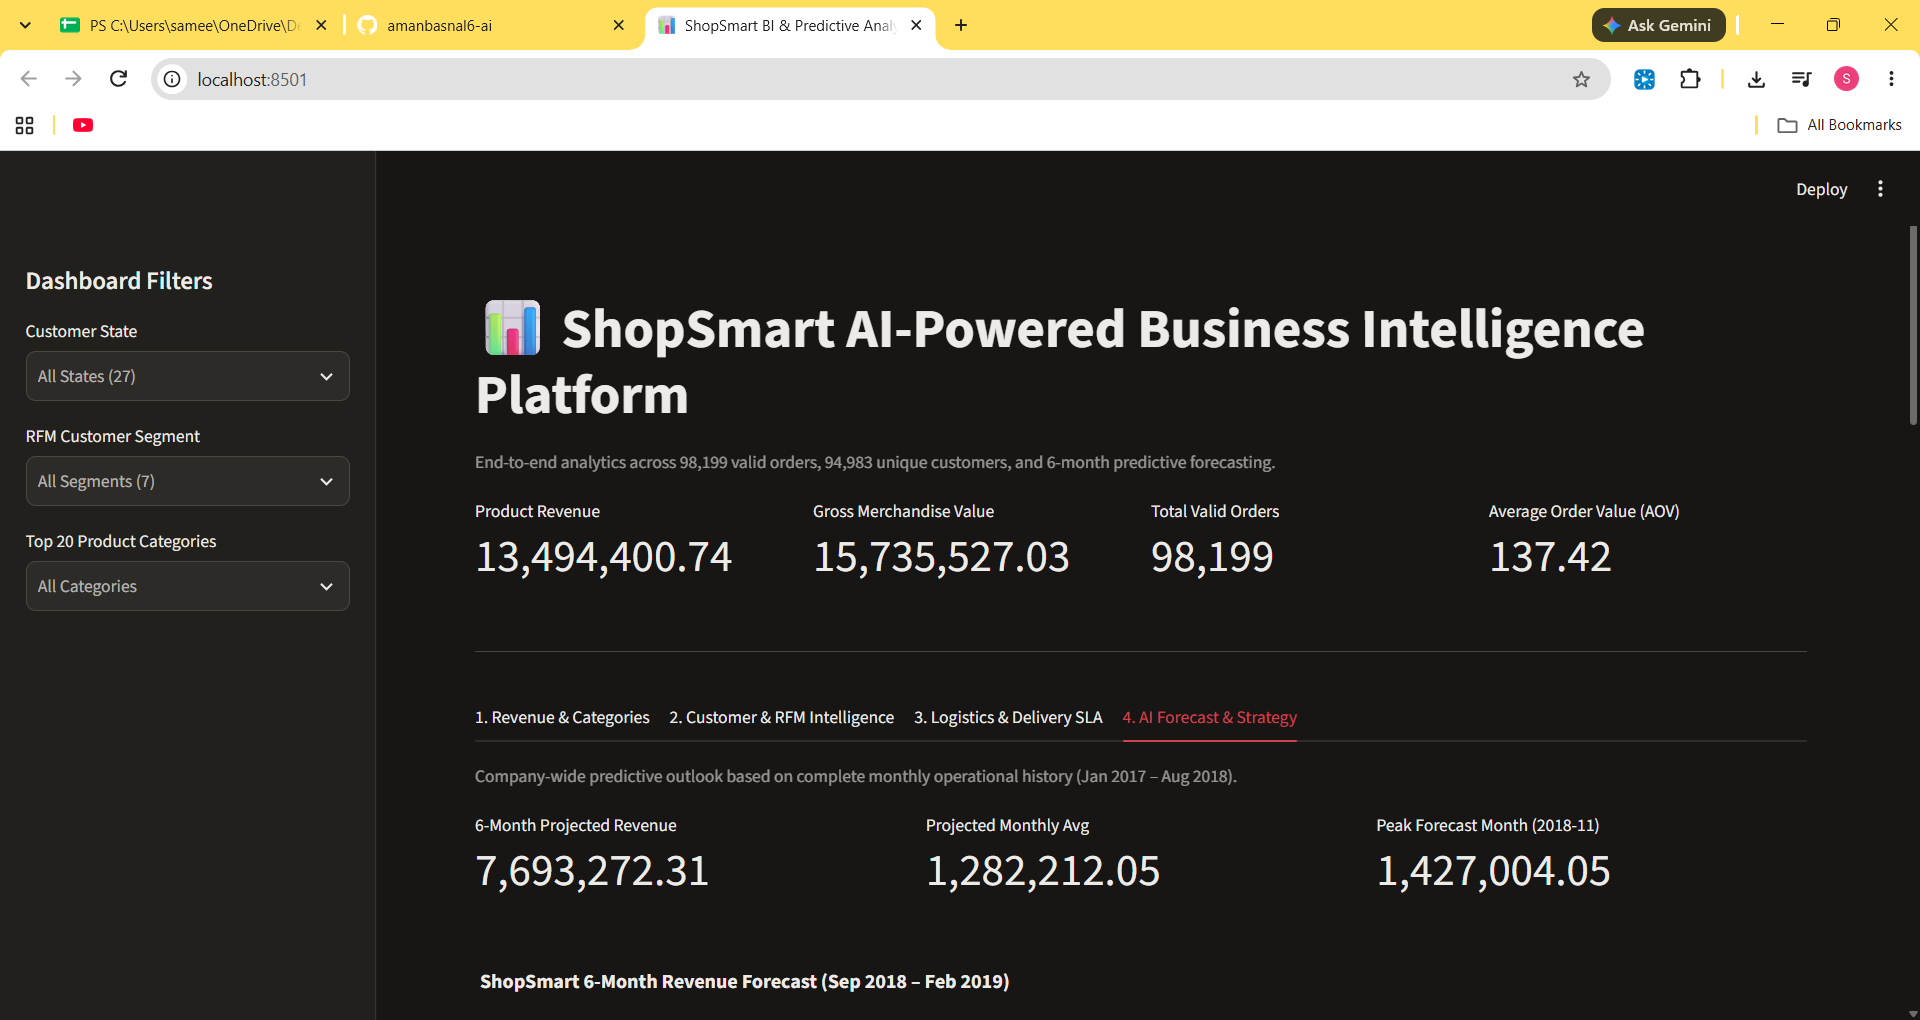 PS C:\Users\samee\OneDrive\De
amanbasnal6-ai
ShopSmart BI & Predictive Anal
Ask Gemini
localhost:8501
S
All Bookmarks
Deploy
Dashboard Filters
Customer State
All States (27)
RFM Customer Segment
All Segments (7)
Top 20 Product Categories
All Categories
ShopSmart AI-Powered Business Intelligence
Platform
End-to-end analytics across 98,199 valid orders, 94,983 unique customers, and 6-month predictive forecasting.
Product Revenue
13,494,400.74
Gross Merchandise Value
15,735,527.03
Total Valid Orders
98,199
Average Order Value (AOV)
137.42
1. Revenue & Categories 2. Customer & RFM Intelligence 3. Logistics & Delivery SLA 4. AI Forecast & Strategy
Company-wide predictive outlook based on complete monthly operational history (Jan 2017 – Aug 2018).
6-Month Projected Revenue
7,693,272.31
Projected Monthly Avg
1,282,212.05
Peak Forecast Month (2018-11)
1,427,004.05
ShopSmart 6-Month Revenue Forecast (Sep 2018 – Feb 2019)